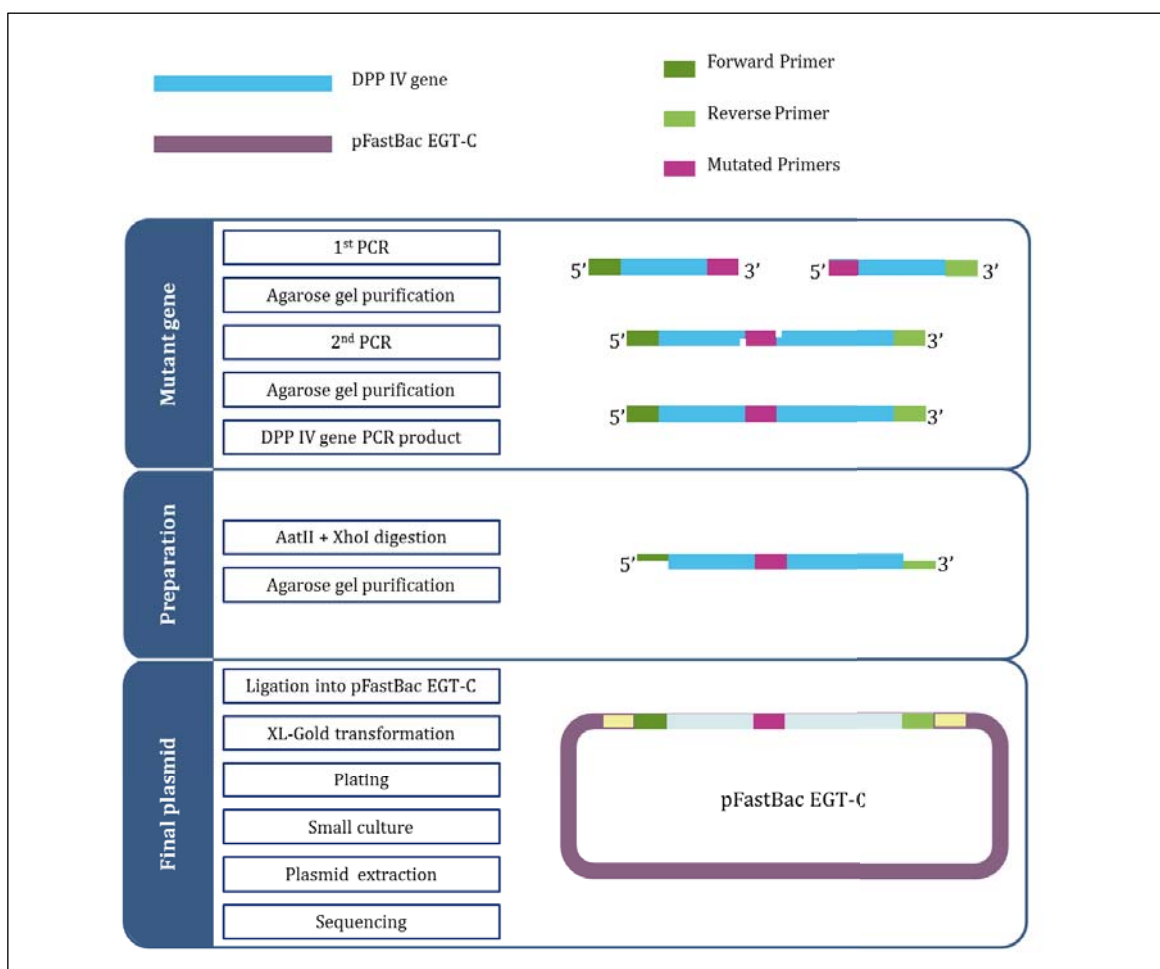 DPP IV gene
pFastBac EGT-C
Forward Primer
Reverse Primer
Mutated Primers
Mutant gene
1st PCR
Agarose gel purification
2nd PCR
Agarose gel purification
DPP IV gene PCR product
5’ 3’ 5’ 3’
5’ 3’
5’ 3’
Preparation
AatII + XhoI digestion
Agarose gel purification
5’ 3’
Final plasmid
Ligation into pFastBac EGT-C
XL-Gold transformation
Plating
Small culture
Plasmid extraction
Sequencing
pFastBac EGT-C